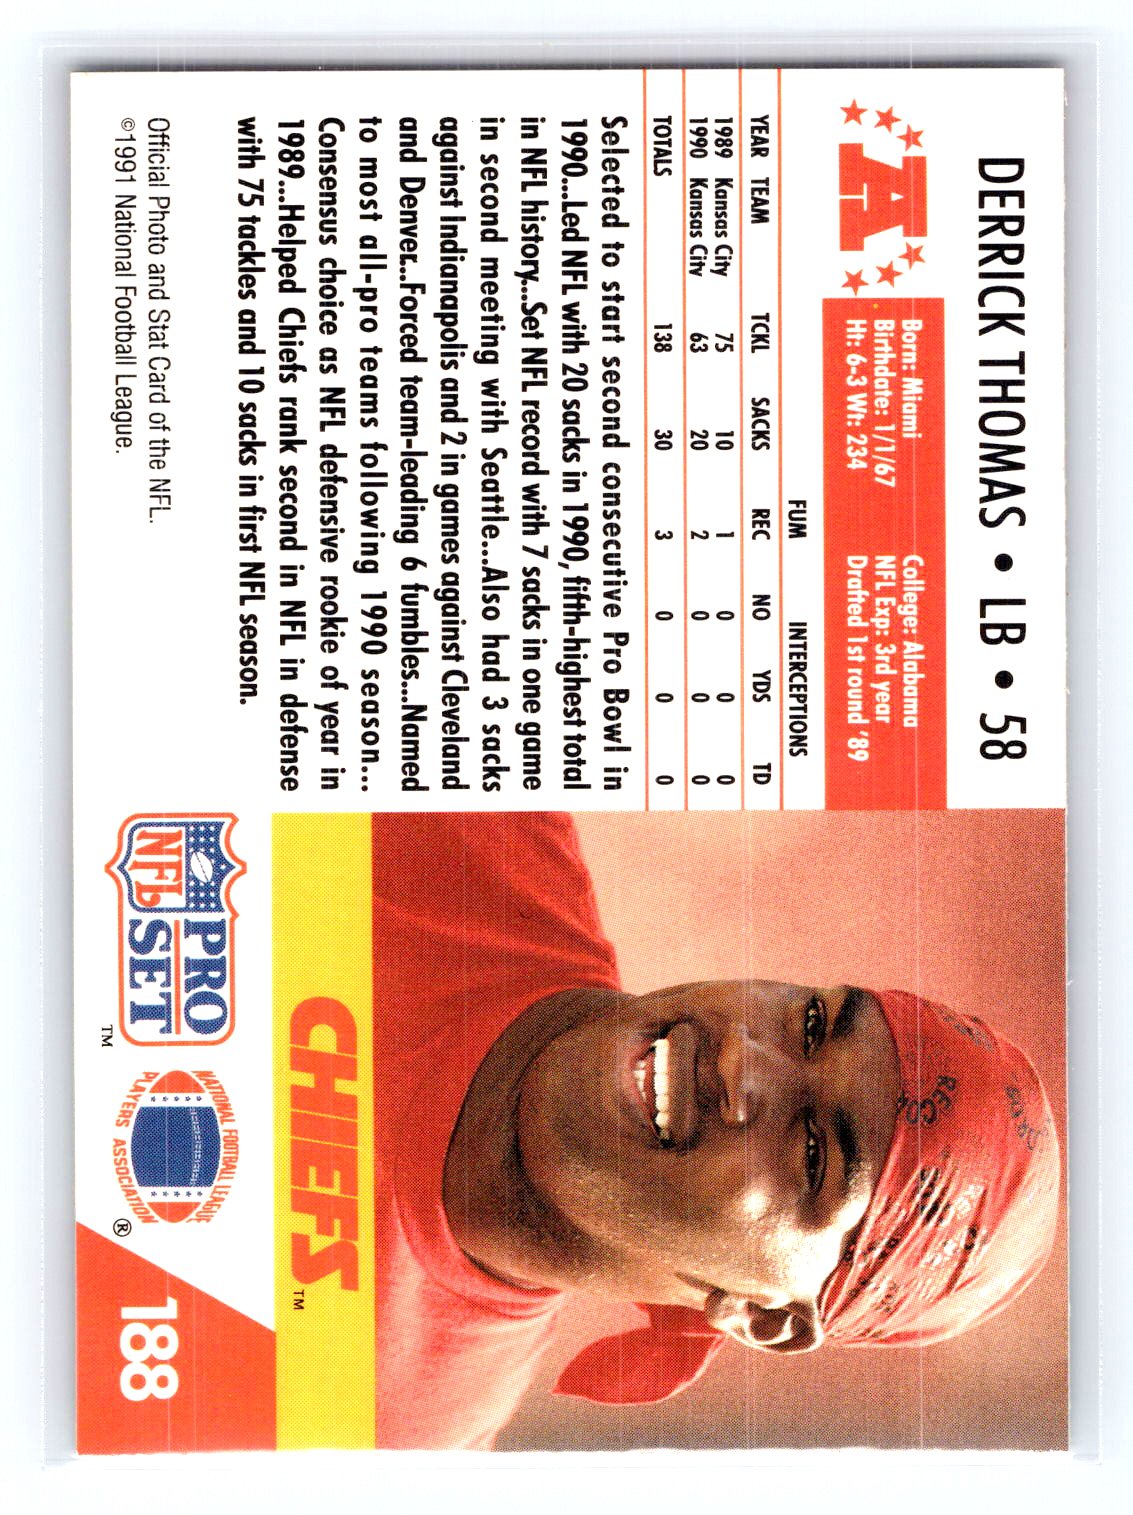 DERRICK THOMAS • LB • 58
A
Born: Miami
Birthdate: 1/1/67
Ht: 6-3 Wt: 234
College: Alabama
NFL Exp: 3rd year
Drafted 1st round '89
FUM INTERCEPTIONS
YEAR TEAM TCKL SACKS REC NO YDS TD
1989 Kansas City 75 10 1 0 0 0
1990 Kansas City 63 20 2 0 0 0
TOTALS 138 30 3 0 0 0
Selected to start second consecutive Pro Bowl in
1990...Led NFL with 20 sacks in 1990, fifth-highest total
in NFL history...Set NFL record with 7 sacks in one game
in second meeting with Seattle...Also had 3 sacks
against Indianapolis and 2 in games against Cleveland
and Denver...Forced team-leading 6 fumbles...Named
to most all-pro teams following 1990 season...
Consensus choice as NFL defensive rookie of year in
1989...Helped Chiefs rank second in NFL in defense
with 75 tackles and 10 sacks in first NFL season.
Official Photo and Stat Card of the NFL.
©1991 National Football League.
CHIEFS™
NFL
PRO
SET™
NATIONAL FOOTBALL LEAGUE
PLAYERS ASSOCIATION®
188